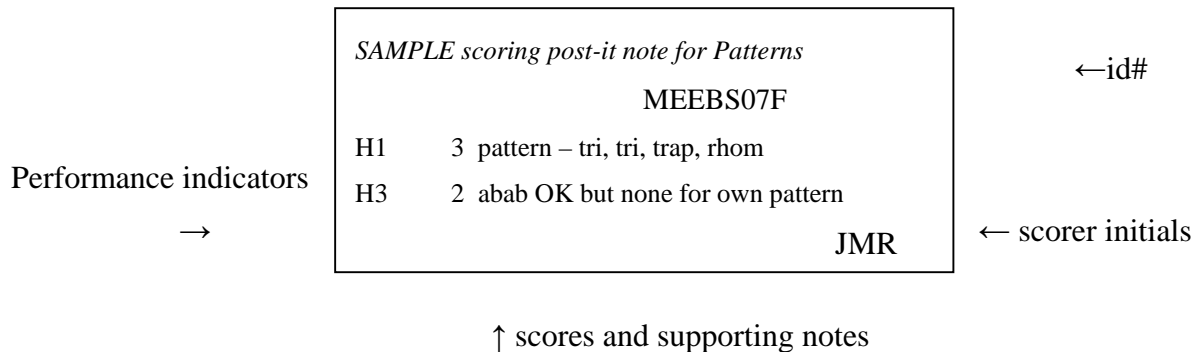 SAMPLE scoring post-it note for Patterns
←id#
MEEBS07F
H1 3 pattern – tri, tri, trap, rhom
Performance indicators
→
H3 2 abab OK but none for own pattern
JMR
← scorer initials
↑ scores and supporting notes